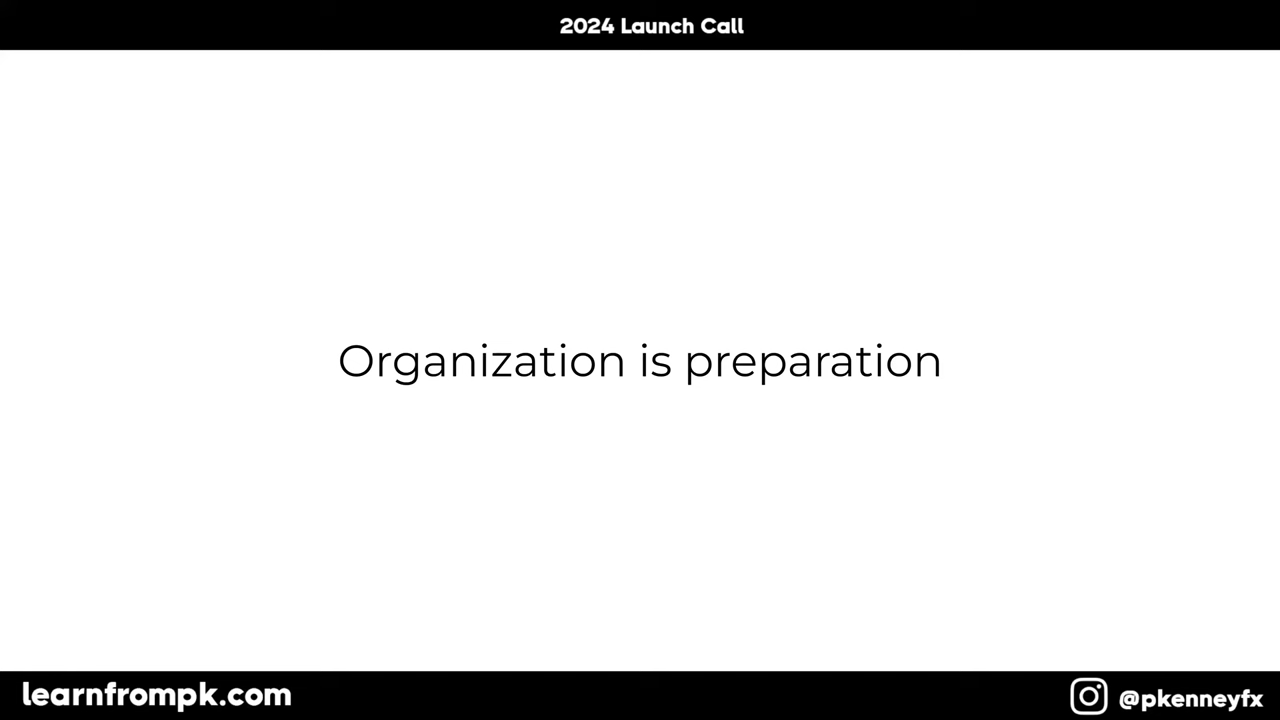 2024 Launch Call
Organization is preparation
learnfrompk.com
@pkenneyfx